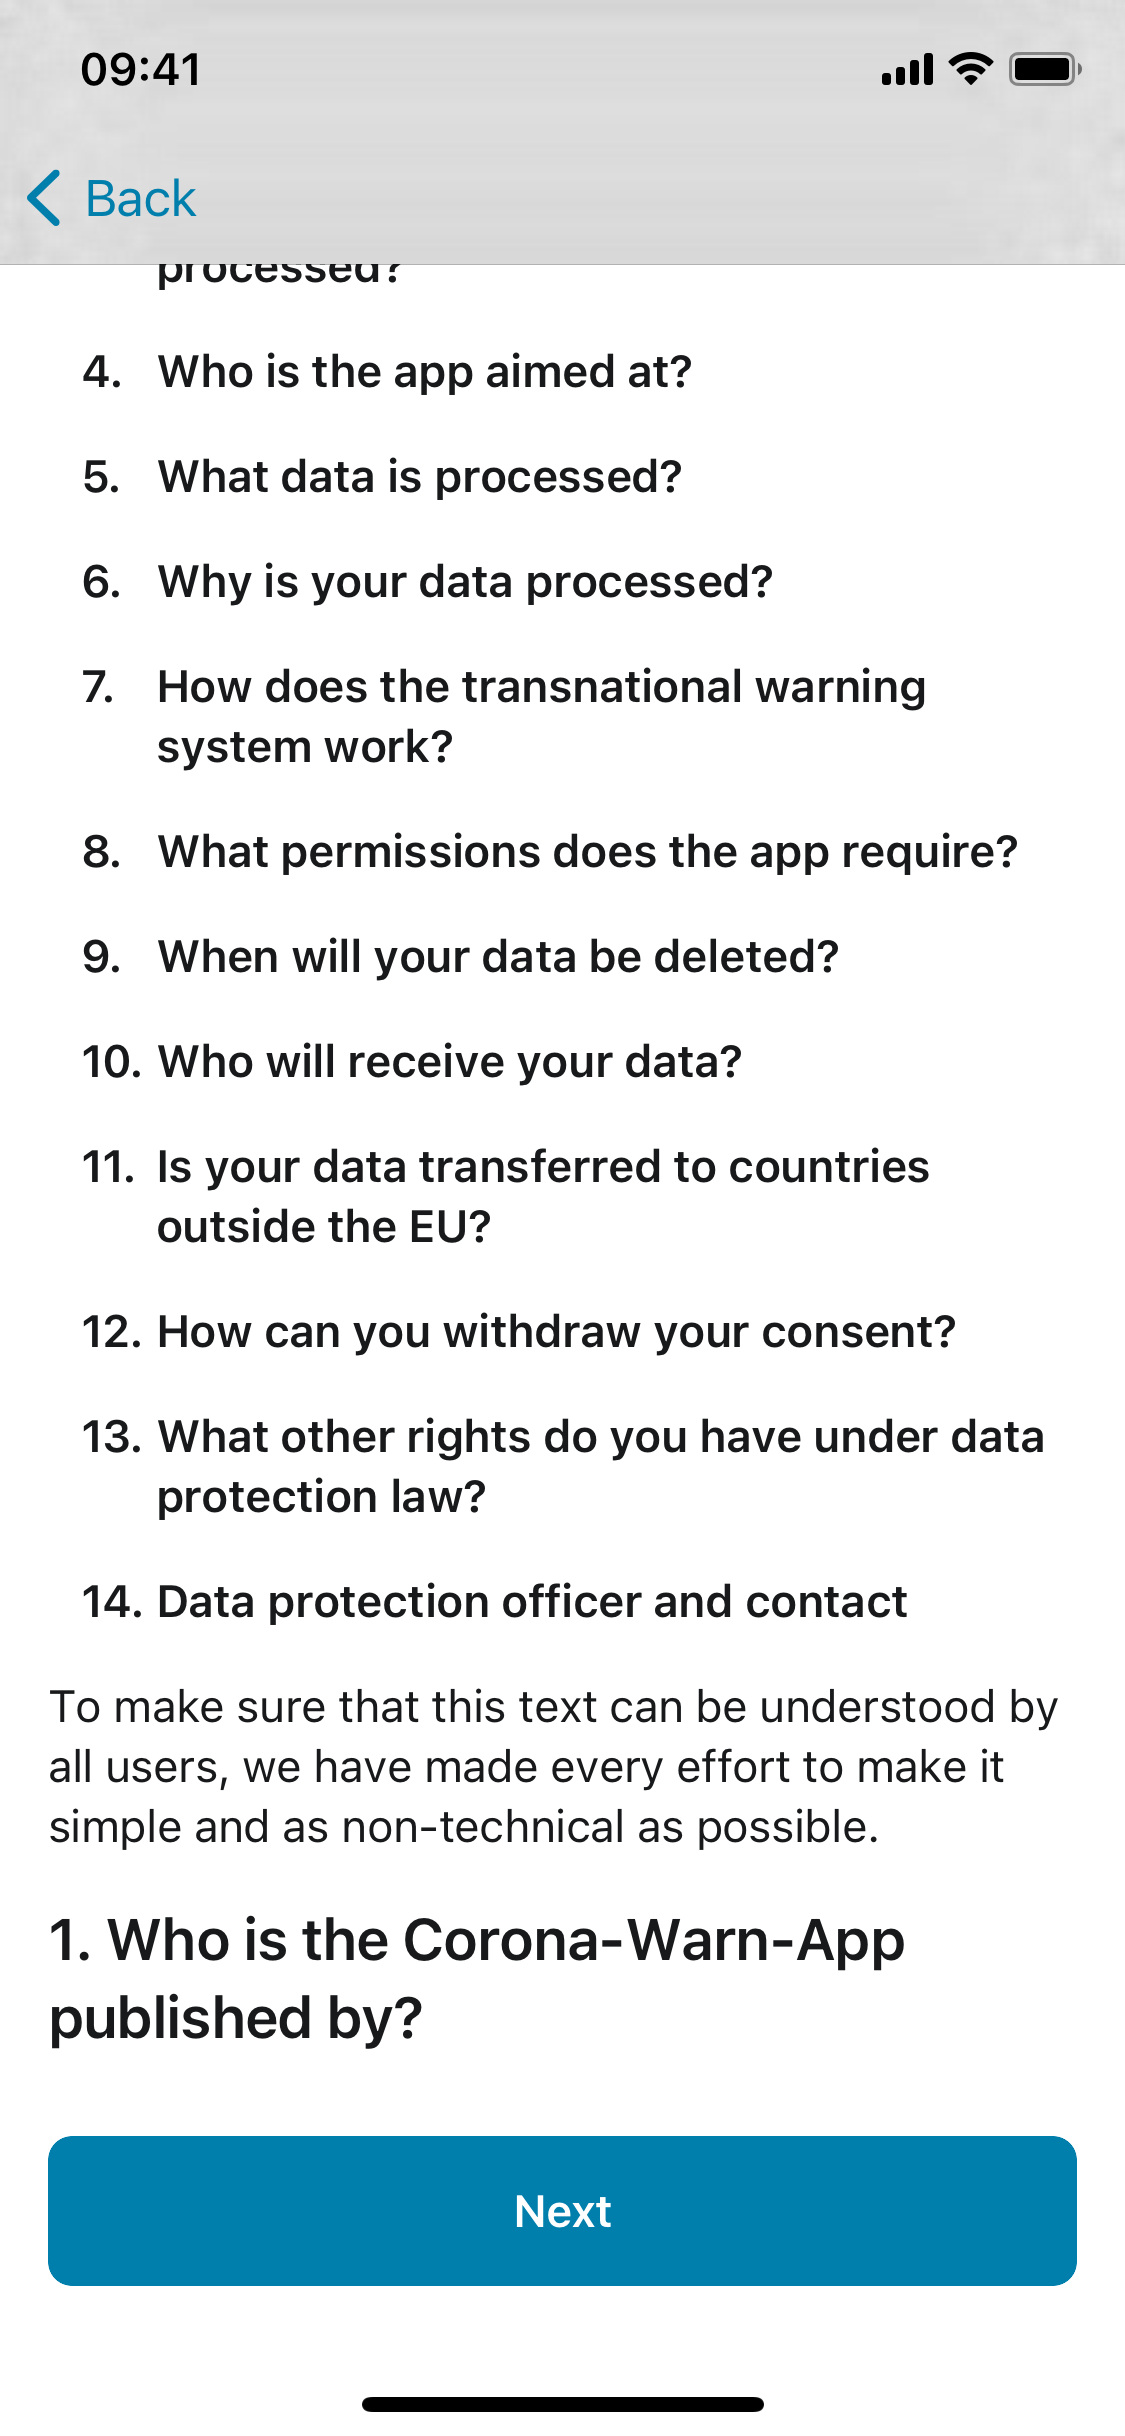 09:41
Back
processed?
4. Who is the app aimed at?
5. What data is processed?
6. Why is your data processed?
7. How does the transnational warning
system work?
8. What permissions does the app require?
9. When will your data be deleted?
10. Who will receive your data?
11. Is your data transferred to countries
outside the EU?
12. How can you withdraw your consent?
13. What other rights do you have under data
protection law?
14. Data protection officer and contact
To make sure that this text can be understood by
all users, we have made every effort to make it
simple and as non-technical as possible.
1. Who is the Corona-Warn-App
published by?
Next